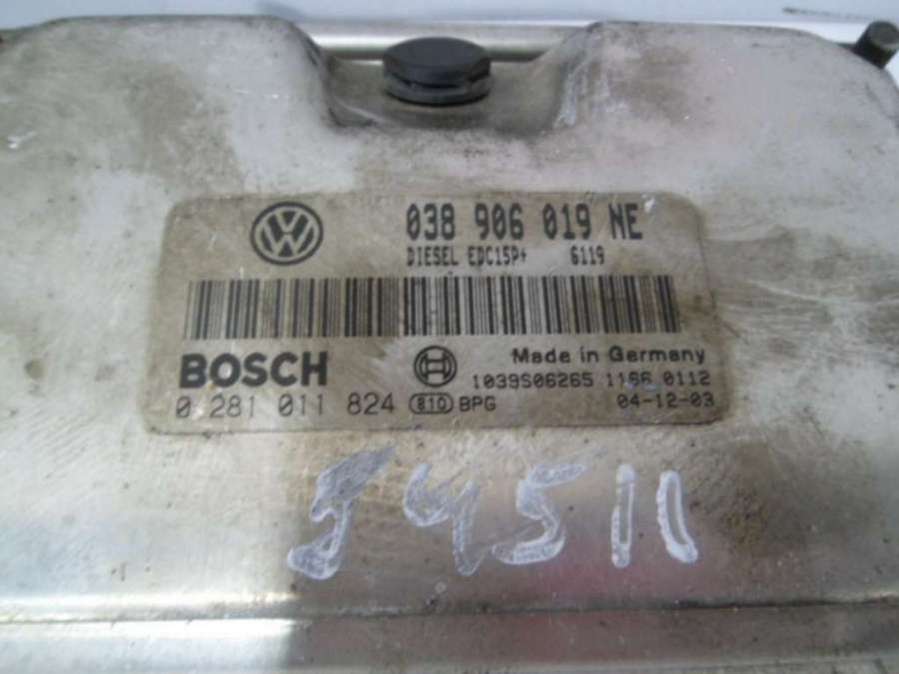 038 906 019 NE
DIESEL EDC15P+ 6119
BOSCH
Made in Germany
1039S06265 1166 0112
0 281 011 824 810 BPG 04-12-03
54511